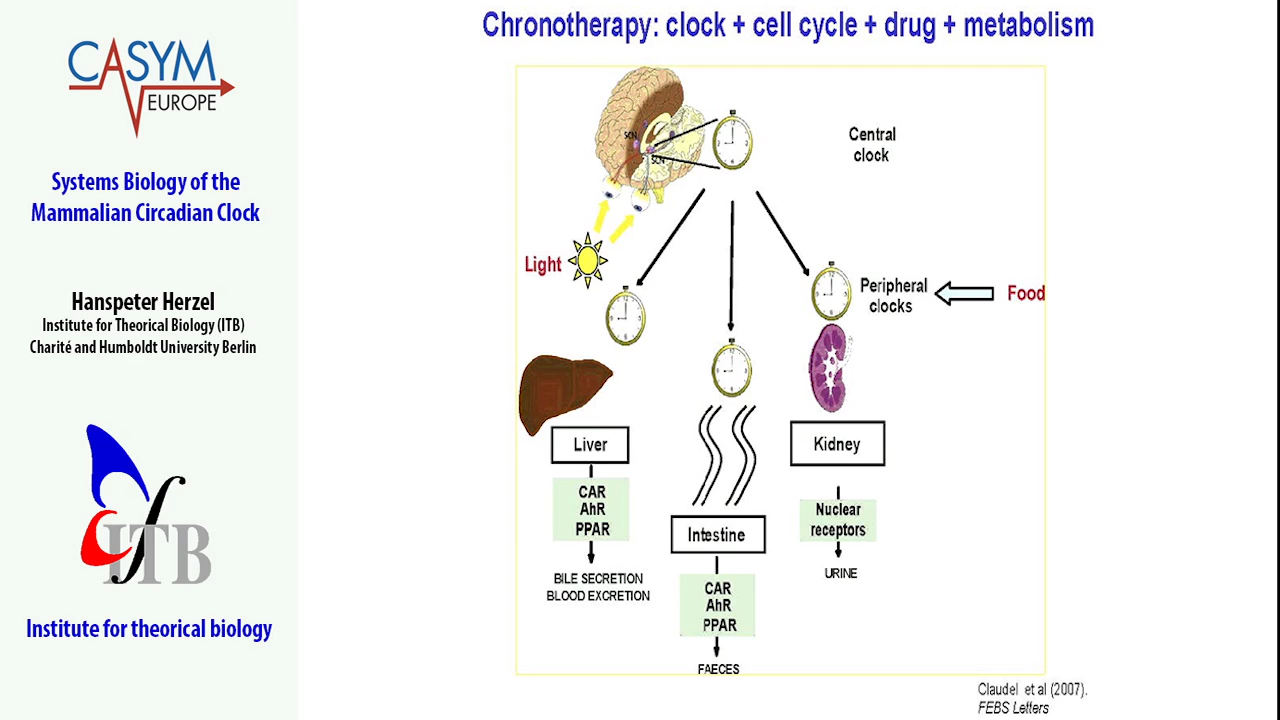 CASYM
EUROPE
Systems Biology of the
Mammalian Circadian Clock
Hanspeter Herzel
Institute for Theorical Biology (ITB)
Charité and Humboldt University Berlin
ITB
Institute for theorical biology
Chronotherapy: clock + cell cycle + drug + metabolism
SCN
SCN
Central
clock
Light
Peripheral
clocks
Food
Liver
CAR
AhR
PPAR
BILE SECRETION
BLOOD EXCRETION
Intestine
CAR
AhR
PPAR
FAECES
Kidney
Nuclear
receptors
URINE
Claudel et al (2007).
FEBS Letters